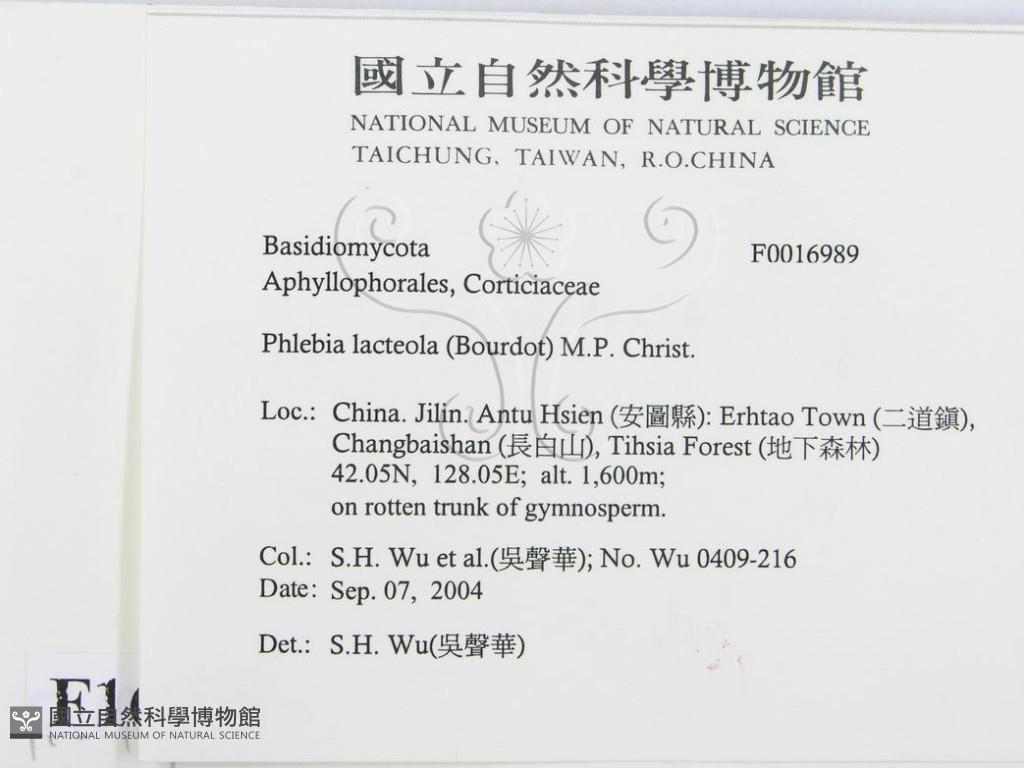 國立自然科學博物館
NATIONAL MUSEUM OF NATURAL SCIENCE
TAICHUNG, TAIWAN, R.O.CHINA
Basidiomycota F0016989
Aphyllophorales, Corticiaceae
Phlebia lacteola (Bourdot) M.P. Christ.
Loc.: China. Jilin. Antu Hsien (安圖縣): Erhtao Town (二道鎭),
Changbaishan (長白山), Tihsia Forest (地下森林)
42.05N, 128.05E; alt. 1,600m;
on rotten trunk of gymnosperm.
Col.: S.H. Wu et al.(吳聲華); No. Wu 0409-216
Date: Sep. 07, 2004
Det.: S.H. Wu(吳聲華)
國立自然科學博物館
NATIONAL MUSEUM OF NATURAL SCIENCE